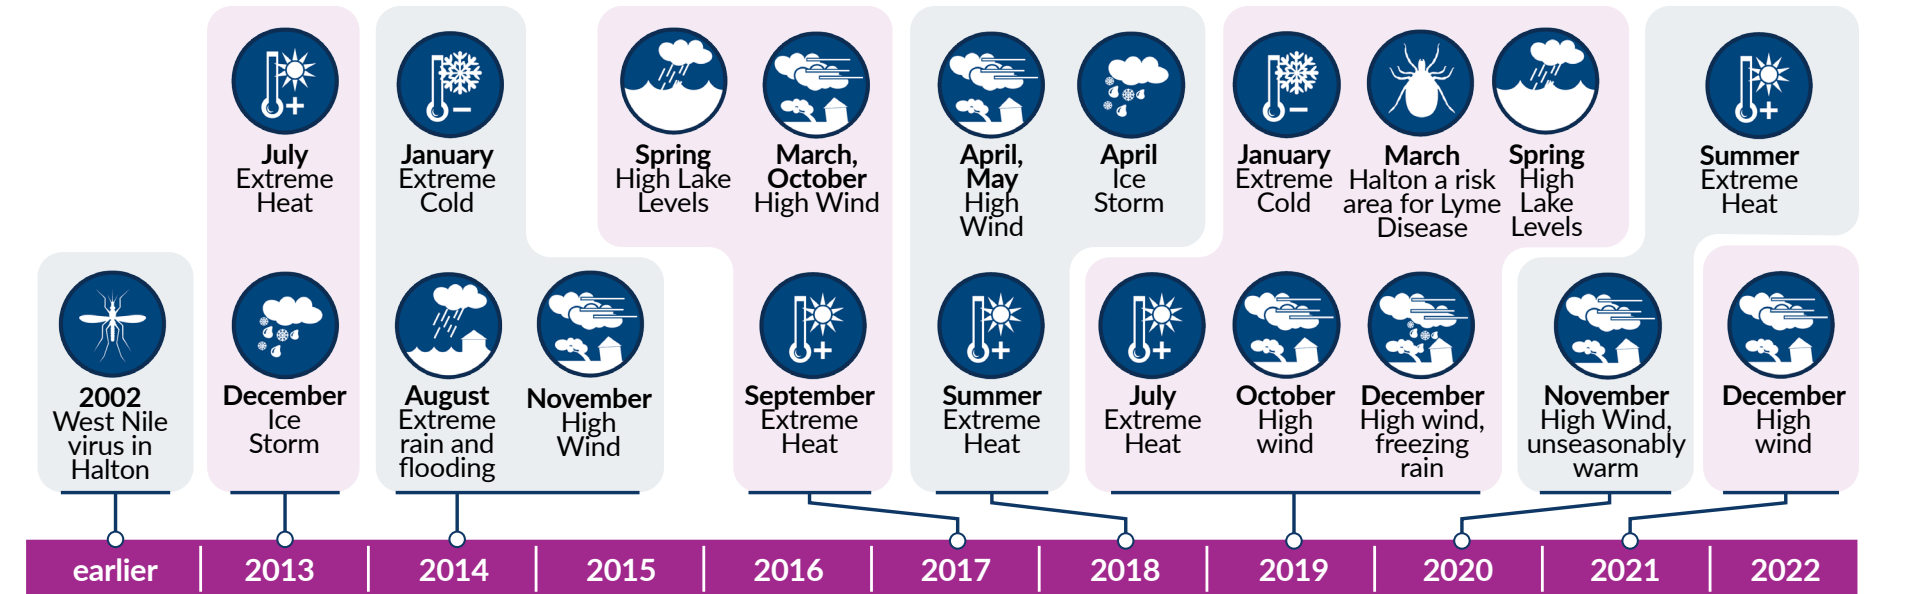 July
Extreme
Heat
January
Extreme
Cold
Spring
High Lake
Levels
March,
October
High Wind
April,
May
High
Wind
April
Ice
Storm
January
Extreme
Cold
March
Halton a risk
area for Lyme
Disease
Spring
High
Lake
Levels
Summer
Extreme
Heat
2002
West Nile
virus in
Halton
December
Ice
Storm
August
Extreme
rain and
flooding
November
High
Wind
September
Extreme
Heat
Summer
Extreme
Heat
July
Extreme
Heat
October
High
wind
December
High wind,
freezing
rain
November
High Wind,
unseasonably
warm
December
High
wind
earlier
2013
2014
2015
2016
2017
2018
2019
2020
2021
2022